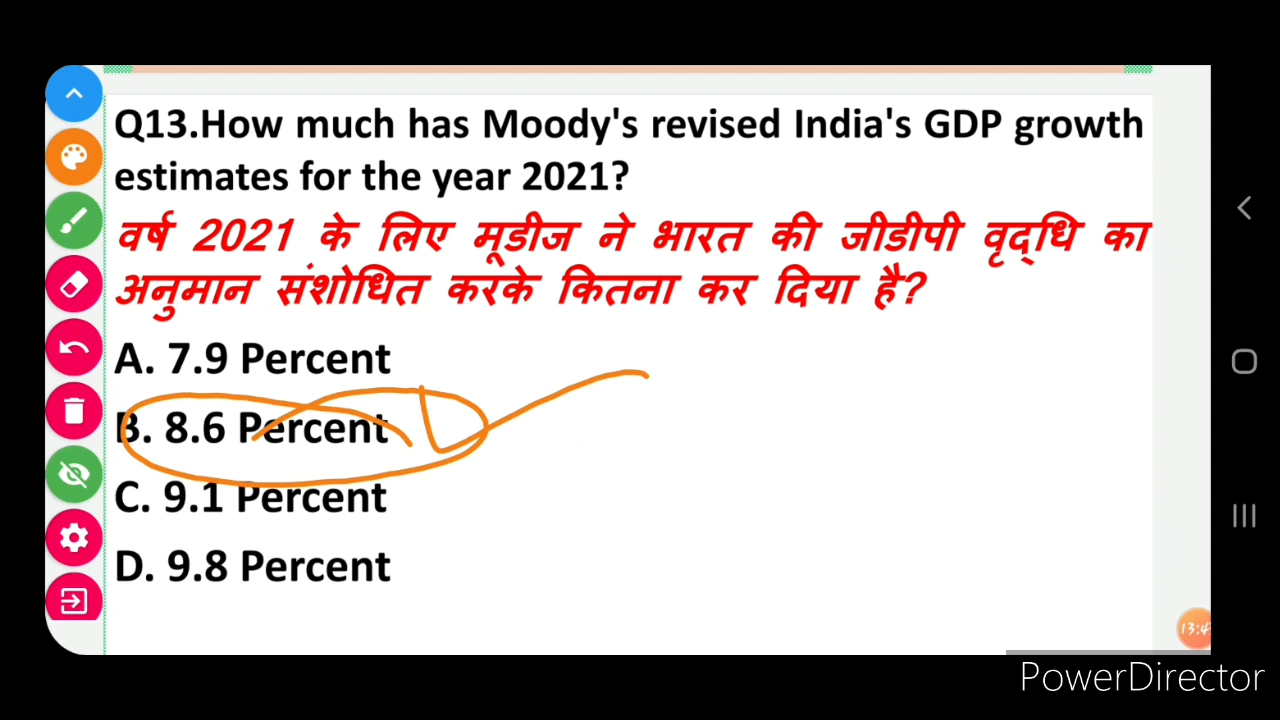 Q13.How much has Moody's revised India's GDP growth
estimates for the year 2021?
वर्ष 2021 के लिए मूडीज ने भारत की जीडीपी वृद्धि का
अनुमान संशोधित करके कितना कर दिया है?
A. 7.9 Percent
B. 8.6 Percent
C. 9.1 Percent
D. 9.8 Percent
PowerDirector